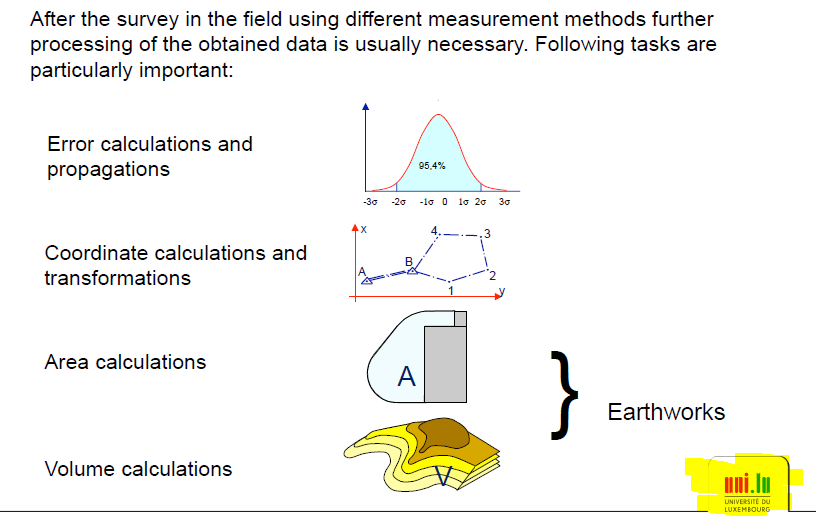 After the survey in the field using different measurement methods further
processing of the obtained data is usually necessary. Following tasks are
particularly important:
Error calculations and
propagations
95,4%
-3σ -2σ -1σ 0 1σ 2σ 3σ
Coordinate calculations and
transformations
x
4
3
A
B
2
1
y
Area calculations
A
}
Earthworks
Volume calculations
V
uni.lu
UNIVERSITÉ DU
LUXEMBOURG